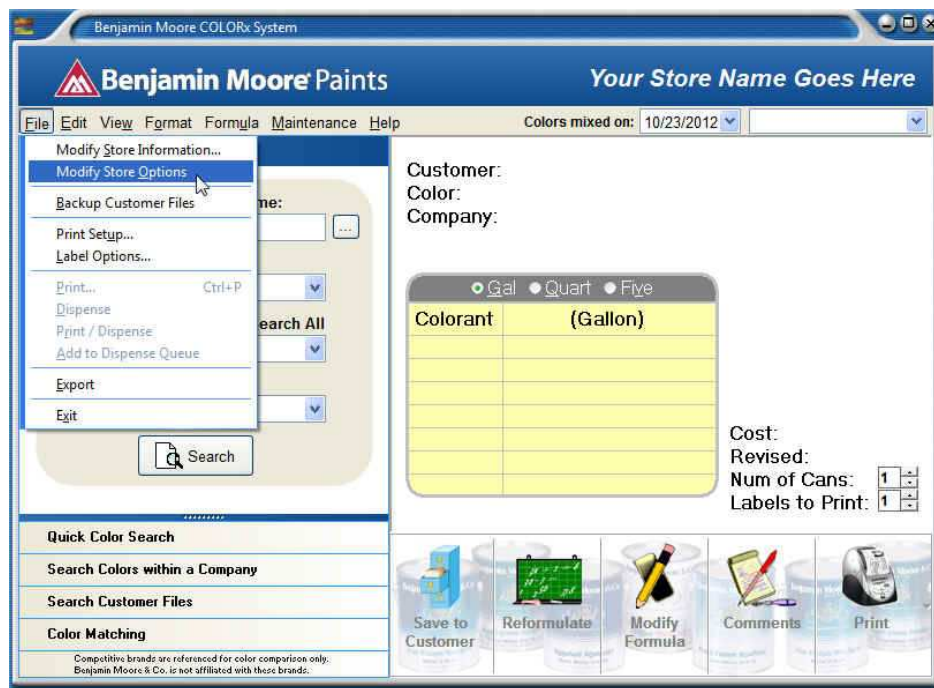 Benjamin Moore COLORx System
Benjamin Moore Paints
Your Store Name Goes Here
File Edit View Format Formula Maintenance Help
Colors mixed on: 10/23/2012
Modify Store Information...
Modify Store Options
Backup Customer Files
Print Setup...
Label Options...
Print... Ctrl+P
Dispense
Print / Dispense
Add to Dispense Queue
Export
Exit
me:
...
earch All
Search
Quick Color Search
Search Colors within a Company
Search Customer Files
Color Matching
Competitive brands are referenced for color comparison only.
Benjamin Moore & Co. is not affiliated with these brands.
Customer:
Color:
Company:
Gal Quart Five
Colorant (Gallon)
Cost:
Revised:
Num of Cans: 1
Labels to Print: 1
Save to Customer
Reformulate
Modify Formula
Comments
Print